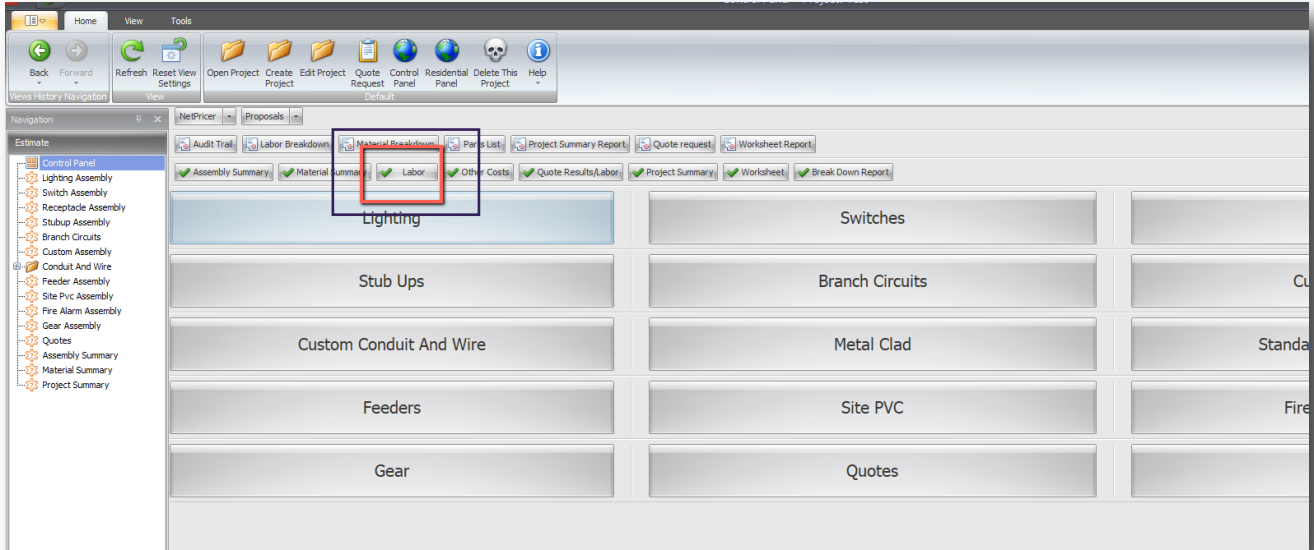 Home View Tools
Back Forward Refresh Reset View Settings Open Project Create Project Edit Project Quote Request Control Panel Residential Panel Delete This Project Help
Views History Navigation View Default
Navigation NetPricer Proposals
Estimate Audit Trail Labor Breakdown Material Breakdown Parts List Project Summary Report Quote request Worksheet Report
Control Panel Assembly Summary Material Summary Labor Other Costs Quote Results/Labor Project Summary Worksheet Break Down Report
Lighting Assembly
Switch Assembly
Receptacle Assembly
Stubup Assembly
Branch Circuits
Custom Assembly
Conduit And Wire
Feeder Assembly
Site Pvc Assembly
Fire Alarm Assembly
Gear Assembly
Quotes
Assembly Summary
Material Summary
Project Summary
Lighting Switches
Stub Ups Branch Circuits
Custom Conduit And Wire Metal Clad Standa
Feeders Site PVC Fire
Gear Quotes